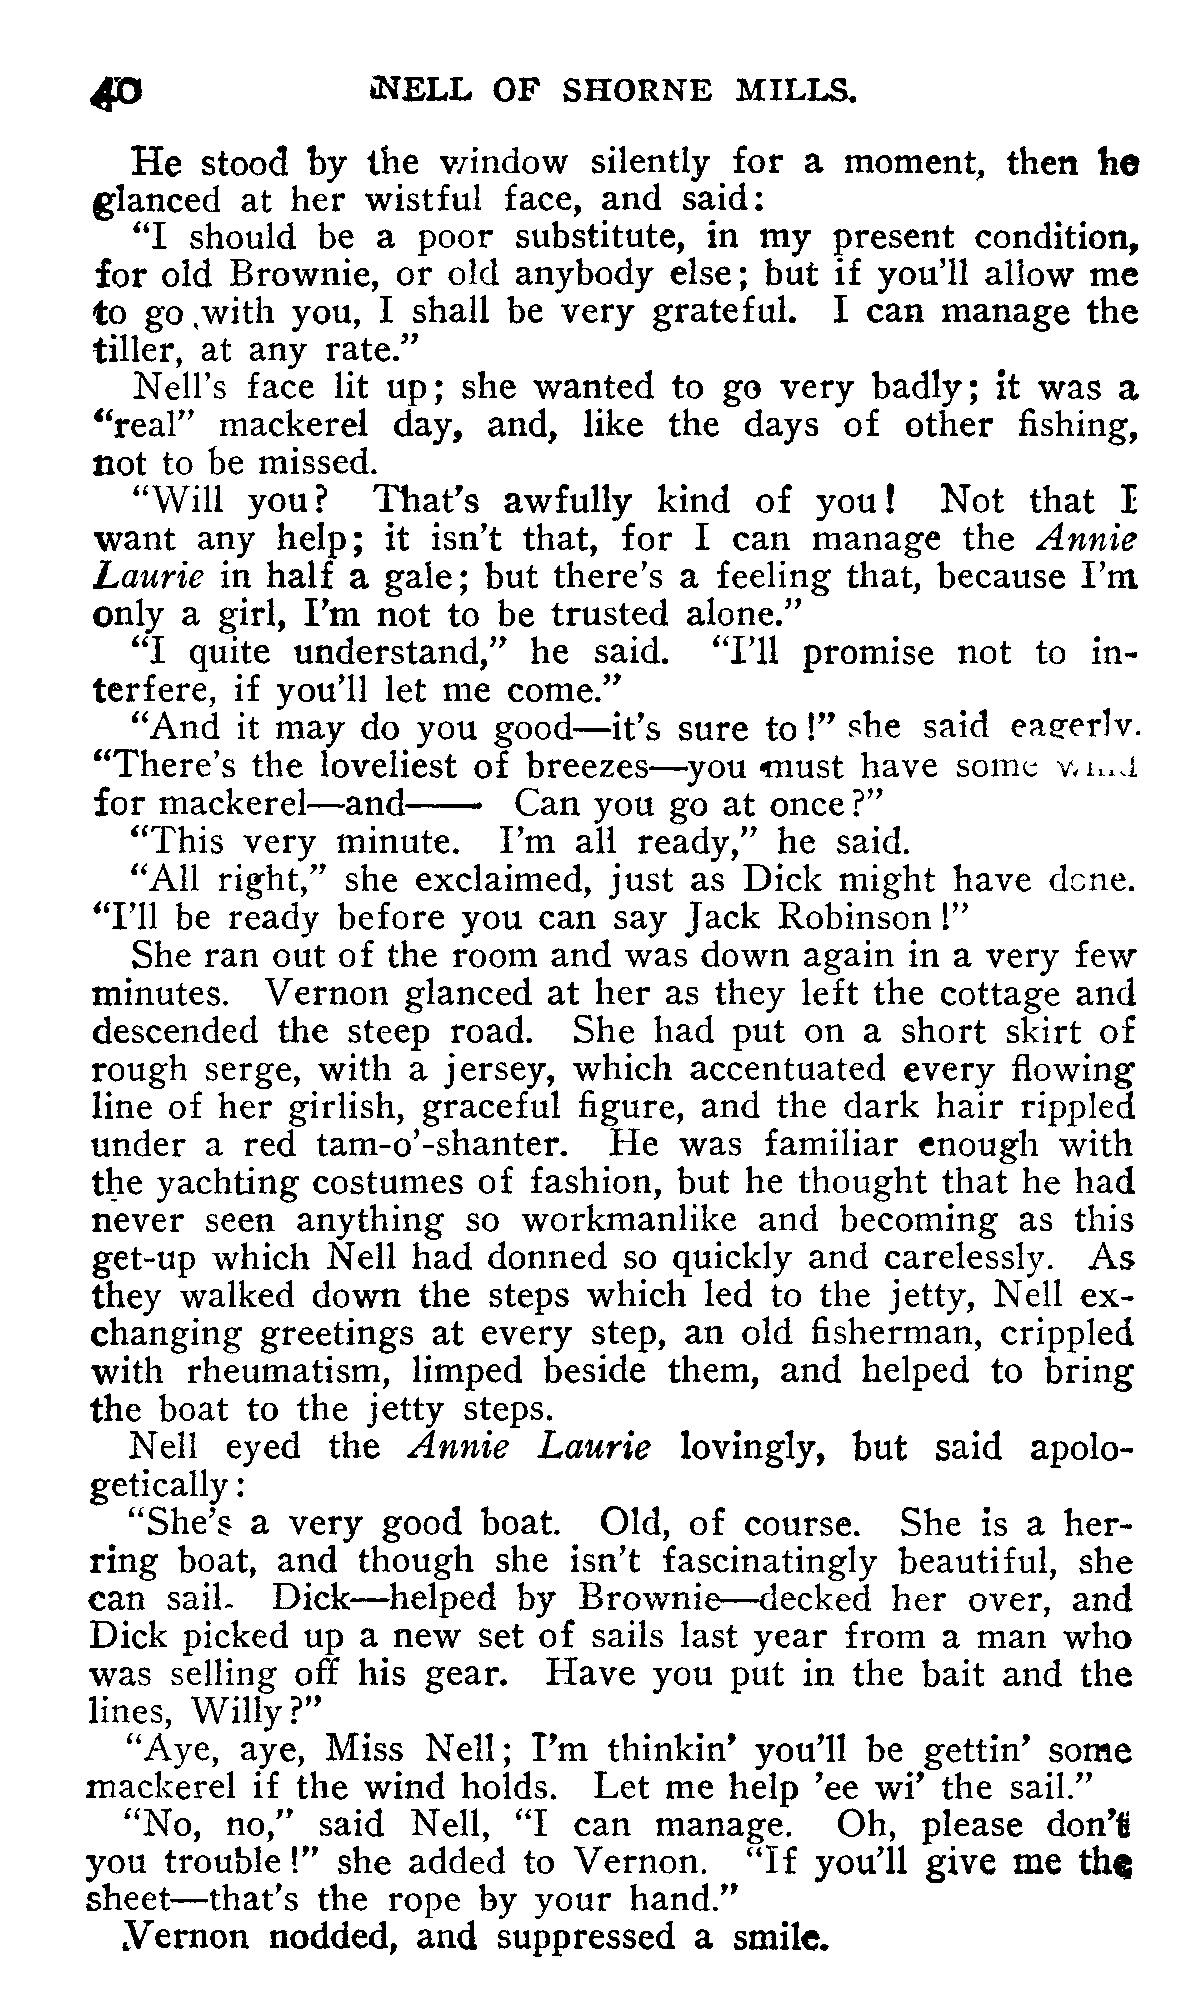 40 NELL OF SHORNE MILLS.
He stood by the window silently for a moment, then he
glanced at her wistful face, and said:
“I should be a poor substitute, in my present condition,
for old Brownie, or old anybody else; but if you'll allow me
to go with you, I shall be very grateful. I can manage the
tiller, at any rate.”
Nell's face lit up; she wanted to go very badly; it was a
“real” mackerel day, and, like the days of other fishing,
not to be missed.
“Will you? That's awfully kind of you! Not that I
want any help; it isn't that, for I can manage the Annie
Laurie in half a gale; but there's a feeling that, because I'm
only a girl, I'm not to be trusted alone.”
“I quite understand,” he said. “I'll promise not to in-
terfere, if you'll let me come.”
“And it may do you good—it's sure to!” she said eagerly.
“There's the loveliest of breezes—you must have some wind
for mackerel—and—— Can you go at once?”
“This very minute. I'm all ready,” he said.
“All right,” she exclaimed, just as Dick might have done.
“I'll be ready before you can say Jack Robinson!”
She ran out of the room and was down again in a very few
minutes. Vernon glanced at her as they left the cottage and
descended the steep road. She had put on a short skirt of
rough serge, with a jersey, which accentuated every flowing
line of her girlish, graceful figure, and the dark hair rippled
under a red tam-o'-shanter. He was familiar enough with
the yachting costumes of fashion, but he thought that he had
never seen anything so workmanlike and becoming as this
get-up which Nell had donned so quickly and carelessly. As
they walked down the steps which led to the jetty, Nell ex-
changing greetings at every step, an old fisherman, crippled
with rheumatism, limped beside them, and helped to bring
the boat to the jetty steps.
Nell eyed the Annie Laurie lovingly, but said apolo-
getically:
“She's a very good boat. Old, of course. She is a her-
ring boat, and though she isn't fascinatingly beautiful, she
can sail. Dick—helped by Brownie—decked her over, and
Dick picked up a new set of sails last year from a man who
was selling off his gear. Have you put in the bait and the
lines, Willy?”
“Aye, aye, Miss Nell; I'm thinkin' you'll be gettin' some
mackerel if the wind holds. Let me help 'ee wi' the sail.”
“No, no,” said Nell, “I can manage. Oh, please don't
you trouble!” she added to Vernon. “If you'll give me the
sheet—that's the rope by your hand.”
Vernon nodded, and suppressed a smile.